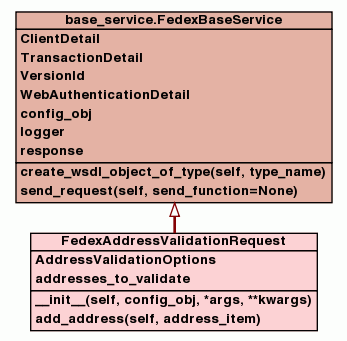 base_service.FedexBaseService
ClientDetail
TransactionDetail
VersionId
WebAuthenticationDetail
config_obj
logger
response
create_wsdl_object_of_type(self, type_name)
send_request(self, send_function=None)
FedexAddressValidationRequest
AddressValidationOptions
addresses_to_validate
__init__(self, config_obj, *args, **kwargs)
add_address(self, address_item)